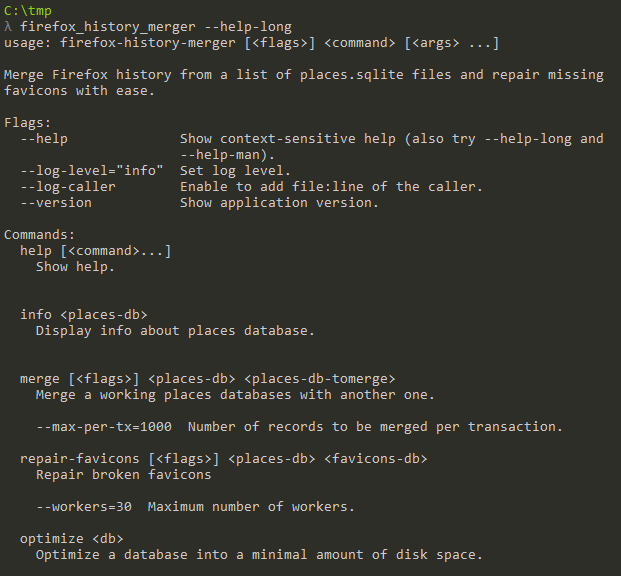 C:\tmp
λ firefox_history_merger --help-long
usage: firefox-history-merger [<flags>] <command> [<args> ...]
Merge Firefox history from a list of places.sqlite files and repair missing
favicons with ease.
Flags:
--help Show context-sensitive help (also try --help-long and
--help-man).
--log-level="info" Set log level.
--log-caller Enable to add file:line of the caller.
--version Show application version.
Commands:
help [<command>...]
Show help.
info <places-db>
Display info about places database.
merge [<flags>] <places-db> <places-db-tomerge>
Merge a working places databases with another one.
--max-per-tx=1000 Number of records to be merged per transaction.
repair-favicons [<flags>] <places-db> <favicons-db>
Repair broken favicons
--workers=30 Maximum number of workers.
optimize <db>
Optimize a database into a minimal amount of disk space.